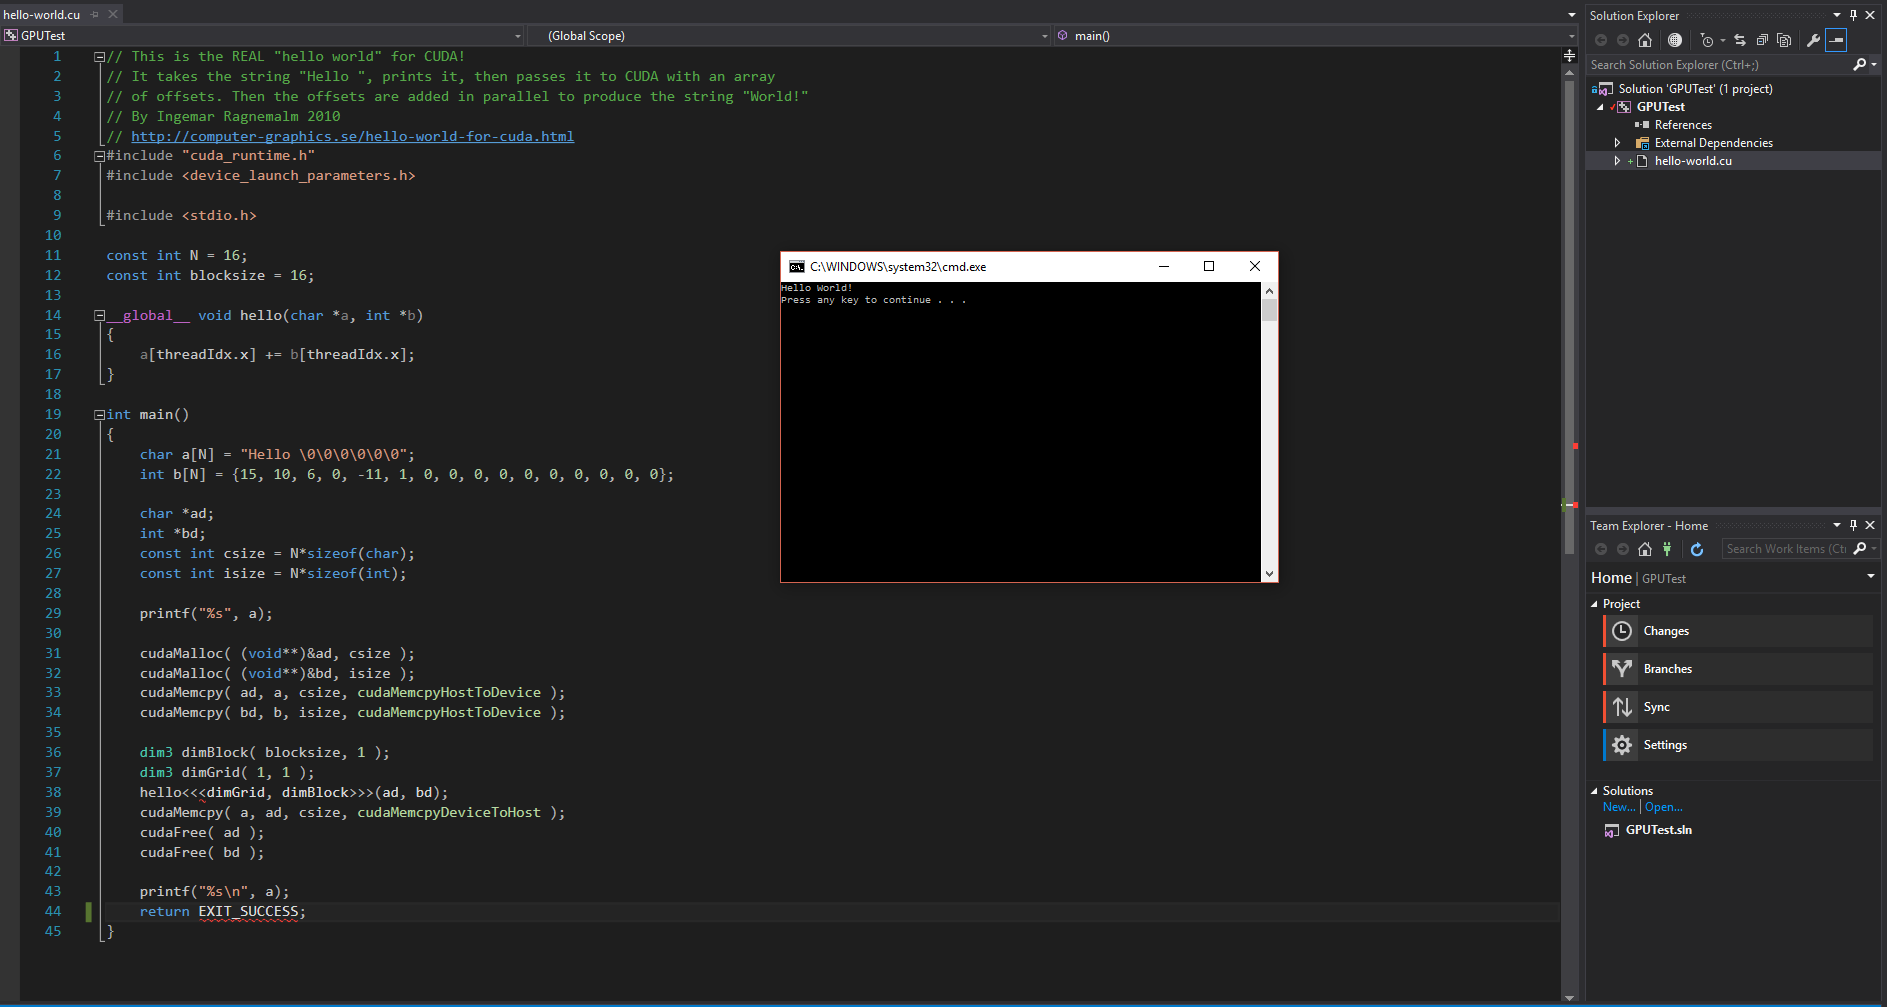 hello-world.cu
GPUTest
(Global Scope)
main()
1 // This is the REAL "hello world" for CUDA!
2 // It takes the string "Hello ", prints it, then passes it to CUDA with an array
3 // of offsets. Then the offsets are added in parallel to produce the string "World!"
4 // By Ingemar Ragnemalm 2010
5 // http://computer-graphics.se/hello-world-for-cuda.html
6 #include "cuda_runtime.h"
7 #include <device_launch_parameters.h>
8
9 #include <stdio.h>
10
11 const int N = 16;
12 const int blocksize = 16;
13
14 __global__ void hello(char *a, int *b)
15 {
16     a[threadIdx.x] += b[threadIdx.x];
17 }
18
19 int main()
20 {
21     char a[N] = "Hello \0\0\0\0\0\0";
22     int b[N] = {15, 10, 6, 0, -11, 1, 0, 0, 0, 0, 0, 0, 0, 0, 0, 0};
23
24     char *ad;
25     int *bd;
26     const int csize = N*sizeof(char);
27     const int isize = N*sizeof(int);
28
29     printf("%s", a);
30
31     cudaMalloc( (void**)&ad, csize );
32     cudaMalloc( (void**)&bd, isize );
33     cudaMemcpy( ad, a, csize, cudaMemcpyHostToDevice );
34     cudaMemcpy( bd, b, isize, cudaMemcpyHostToDevice );
35
36     dim3 dimBlock( blocksize, 1 );
37     dim3 dimGrid( 1, 1 );
38     hello<<<dimGrid, dimBlock>>>(ad, bd);
39     cudaMemcpy( a, ad, csize, cudaMemcpyDeviceToHost );
40     cudaFree( ad );
41     cudaFree( bd );
42
43     printf("%s\n", a);
44     return EXIT_SUCCESS;
45 }
C:\WINDOWS\system32\cmd.exe
Hello World!
Press any key to continue . . .
Solution Explorer
Search Solution Explorer (Ctrl+;)
Solution 'GPUTest' (1 project)
GPUTest
References
External Dependencies
hello-world.cu
Team Explorer - Home
Search Work Items (Ct
Home | GPUTest
Project
Changes
Branches
Sync
Settings
Solutions
New... | Open...
GPUTest.sln